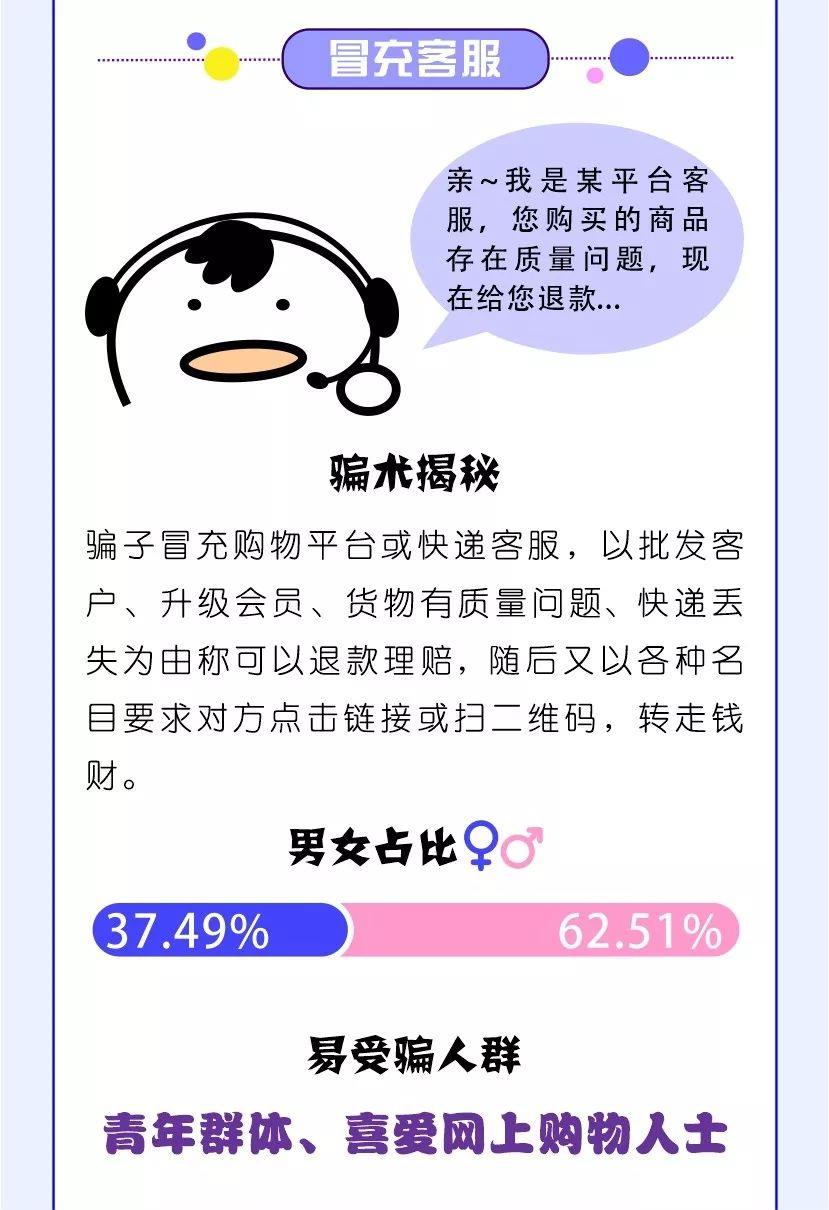 冒充客服
亲~我是某平台客
服，您购买的商品
存在质量问题，现
在给您退款...
骗术揭秘
骗子冒充购物平台或快递客服，以批发客
户、升级会员、货物有质量问题、快递丢
失为由称可以退款理赔，随后又以各种名
目要求对方点击链接或扫二维码，转走钱
财。
男女占比♀♂
37.49% 62.51%
易受骗人群
青年群体、喜爱网上购物人士